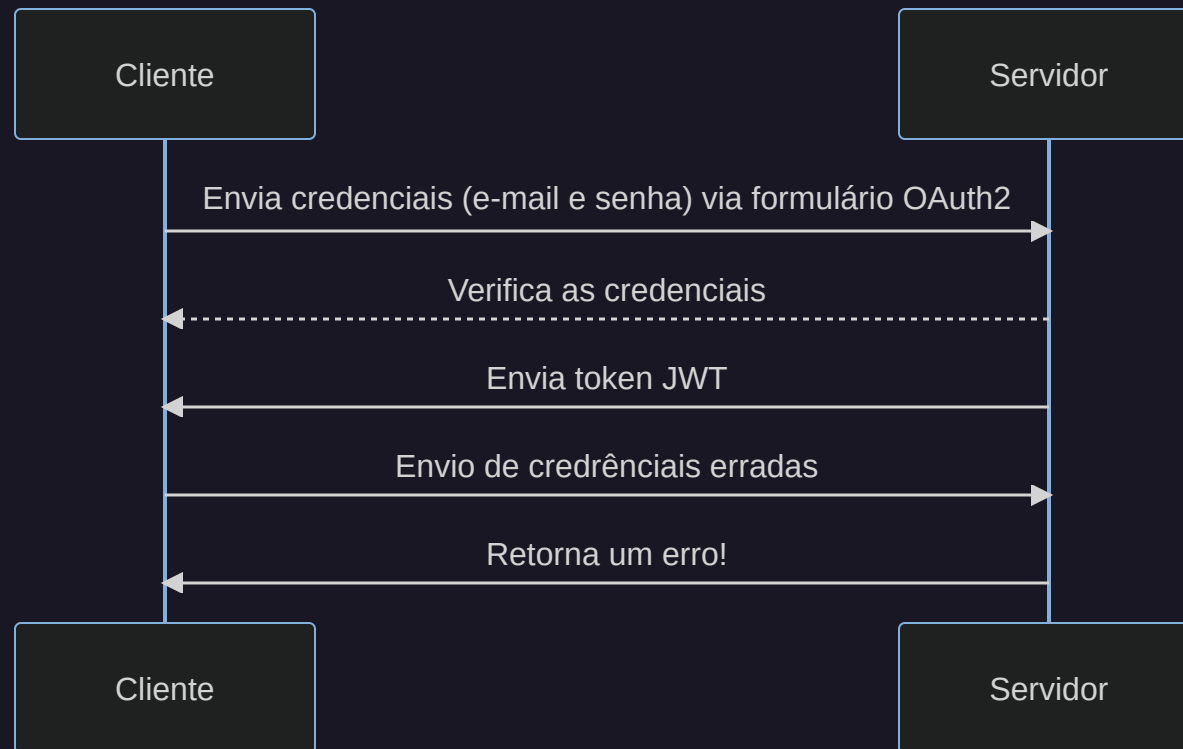 Cliente
Servidor
Envia credenciais (e-mail e senha) via formulário OAuth2
Verifica as credenciais
Envia token JWT
Envio de credrênciais erradas
Retorna um erro!
Cliente
Servidor